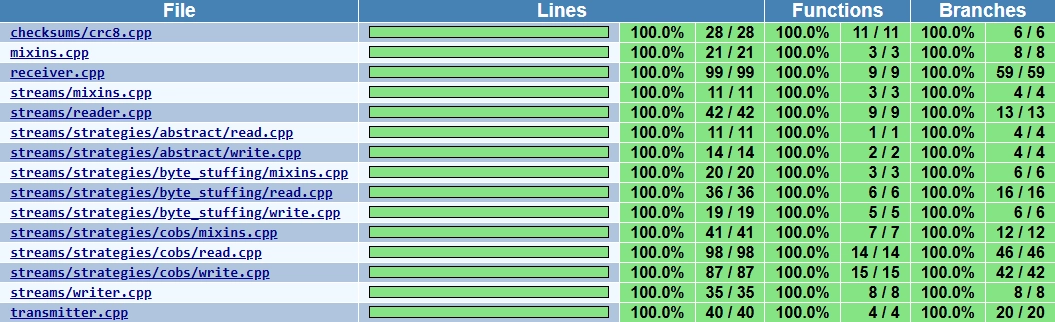 File Lines Functions Branches
checksums/crc8.cpp 100.0% 28 / 28 100.0% 11 / 11 100.0% 6 / 6
mixins.cpp 100.0% 21 / 21 100.0% 3 / 3 100.0% 8 / 8
receiver.cpp 100.0% 99 / 99 100.0% 9 / 9 100.0% 59 / 59
streams/mixins.cpp 100.0% 11 / 11 100.0% 3 / 3 100.0% 4 / 4
streams/reader.cpp 100.0% 42 / 42 100.0% 9 / 9 100.0% 13 / 13
streams/strategies/abstract/read.cpp 100.0% 11 / 11 100.0% 1 / 1 100.0% 4 / 4
streams/strategies/abstract/write.cpp 100.0% 14 / 14 100.0% 2 / 2 100.0% 4 / 4
streams/strategies/byte_stuffing/mixins.cpp 100.0% 20 / 20 100.0% 3 / 3 100.0% 6 / 6
streams/strategies/byte_stuffing/read.cpp 100.0% 36 / 36 100.0% 6 / 6 100.0% 16 / 16
streams/strategies/byte_stuffing/write.cpp 100.0% 19 / 19 100.0% 5 / 5 100.0% 6 / 6
streams/strategies/cobs/mixins.cpp 100.0% 41 / 41 100.0% 7 / 7 100.0% 12 / 12
streams/strategies/cobs/read.cpp 100.0% 98 / 98 100.0% 14 / 14 100.0% 46 / 46
streams/strategies/cobs/write.cpp 100.0% 87 / 87 100.0% 15 / 15 100.0% 42 / 42
streams/writer.cpp 100.0% 35 / 35 100.0% 8 / 8 100.0% 8 / 8
transmitter.cpp 100.0% 40 / 40 100.0% 4 / 4 100.0% 20 / 20